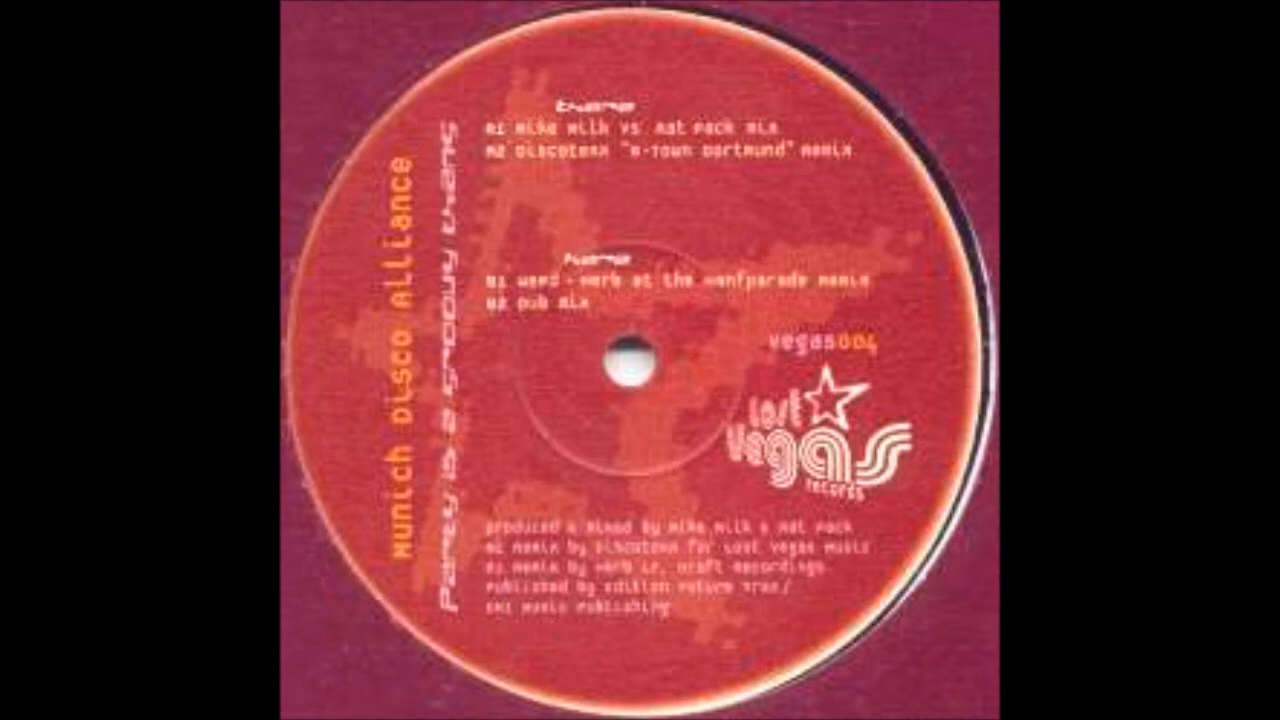 Munich Disco Alliance
Party is a groovy thang
A1 Mike Milk vs. Mat Pack Mix
A2 Discotexx "A-Town Dortmund" Remix
B1 - Herb at the Hanfparade Remix
B2 Dub Mix
vegas004
Lost
Vegas
records
produced & mixed by Mike Milk & Mat Pack
A2 Remix by Discotexx for Lost Vegas Music
B1 Remix by Herb LF, Craft Recordings
Published by Edition Future Trax/
EMI Music Publishing